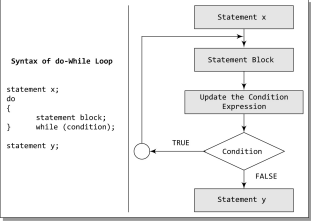 Syntax of do-While Loop
statement x;
do
{
statement block;
} while (condition);
statement y;
Statement x
Statement Block
Update the Condition
Expression
Condition
TRUE
FALSE
Statement y